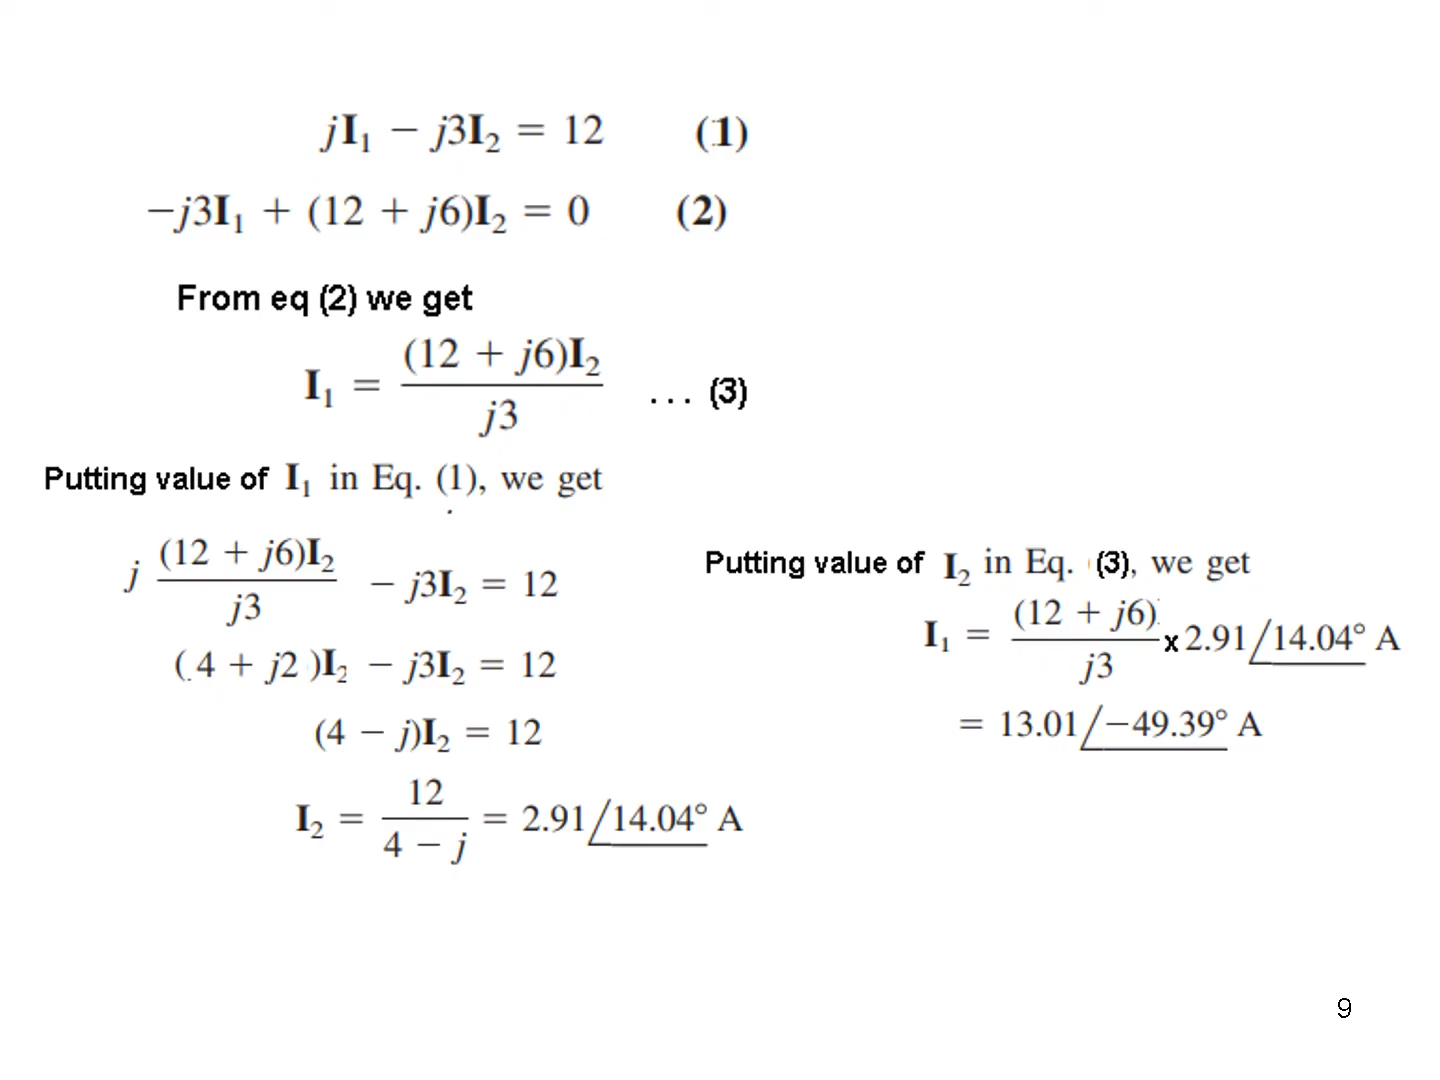 jI₁ − j3I₂ = 12 (1)
−j3I₁ + (12 + j6)I₂ = 0 (2)
From eq (2) we get
I₁ = (12 + j6)I₂ / j3 ... (3)
Putting value of I₁ in Eq. (1), we get
j (12 + j6)I₂ / j3 − j3I₂ = 12
(4 + j2)I₂ − j3I₂ = 12
(4 − j)I₂ = 12
I₂ = 12 / 4 − j = 2.91∠14.04° A
Putting value of I₂ in Eq. (3), we get
I₁ = (12 + j6) / j3 x 2.91∠14.04° A
= 13.01∠−49.39° A
9